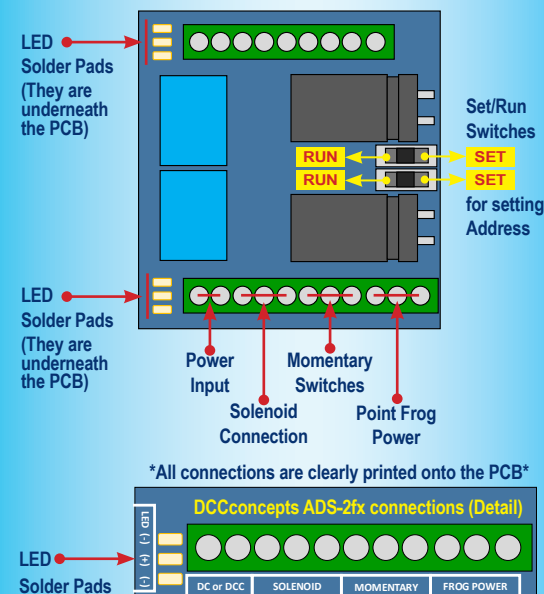 LED
Solder Pads
(They are
underneath
the PCB)
Set/Run
Switches
RUN
SET
RUN
SET
for setting
Address
LED
Solder Pads
(They are
underneath
the PCB)
Power
Input
Momentary
Switches
Solenoid
Connection
Point Frog
Power
*All connections are clearly printed onto the PCB*
DCCconcepts ADS-2fx connections (Detail)
LED
(-) (+) (-)
LED
Solder Pads
DC or DCC
SOLENOID
MOMENTARY
FROG POWER